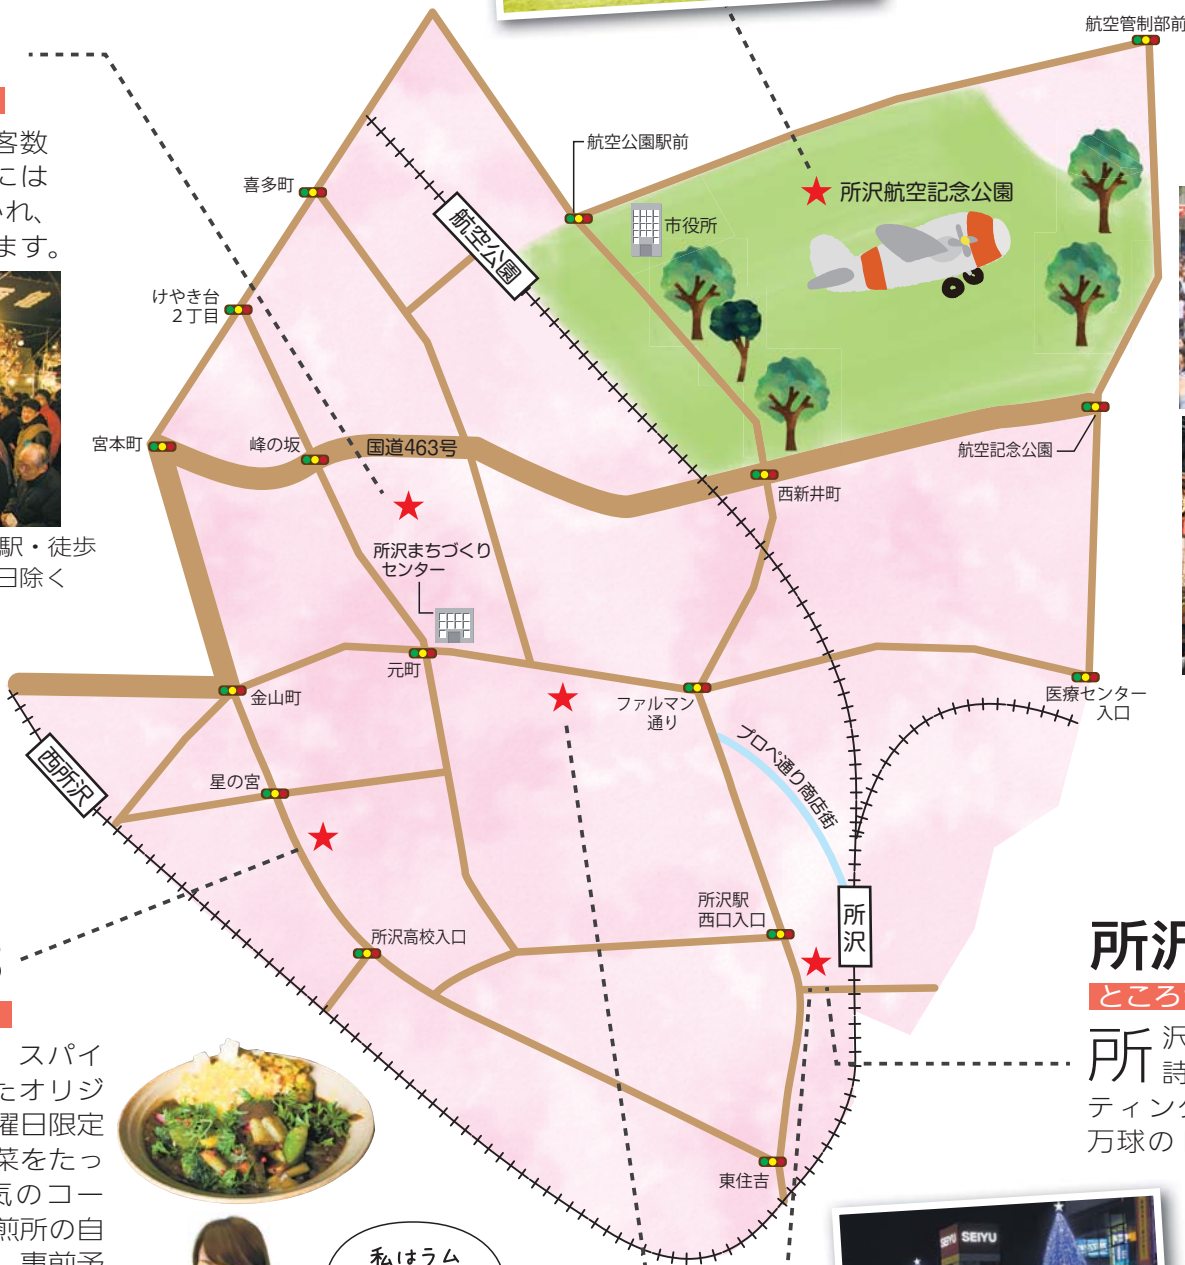 航空管制部前
航空公園駅前
所沢航空記念公園
市役所
喜多町
航空公園
けやき台
2丁目
宮本町
峰の坂
国道463号
航空記念公園
西新井町
所沢まちづくり
センター
元町
金山町
ファルマン
通り
医療センター
入口
プロペ通り商店街
西所沢
星の宮
所沢駅
西口入口
所沢
所沢高校入口
東住吉
客数
には
かれ、
ます。
駅・徒歩
日除く
スパイ
たオリジ
曜日限定
菜をたっ
気のコー
煎所の自
事前予
私はラム
所沢
ところ
所沢
詩
ティング
万球の
SEIYU
SEIYU